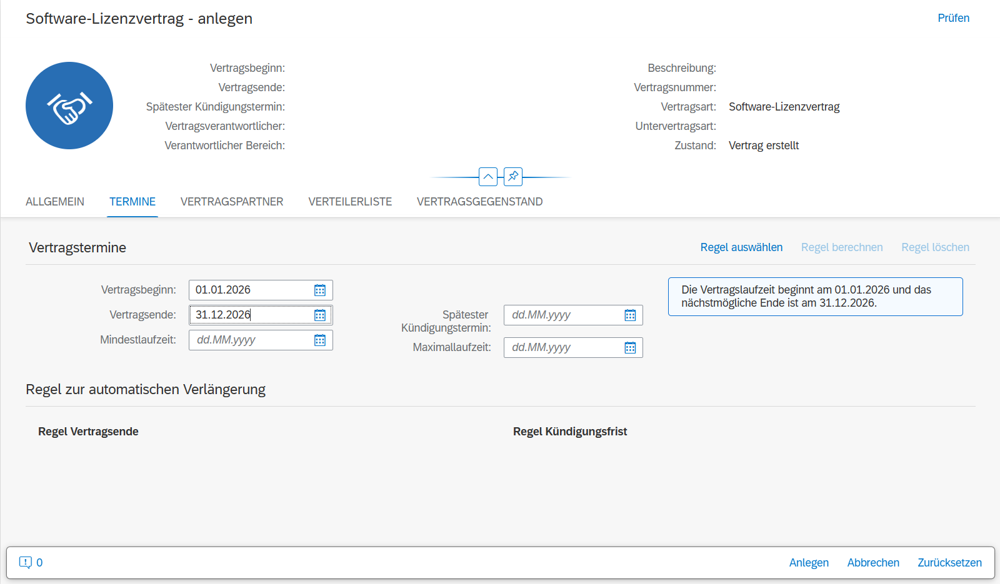 Software-Lizenzvertrag - anlegen
Prüfen
Vertragsbeginn:
Vertragsende:
Spätester Kündigungstermin:
Vertragsverantwortlicher:
Verantwortlicher Bereich:
Beschreibung:
Vertragsnummer:
Vertragsart: Software-Lizenzvertrag
Untervertragsart:
Zustand: Vertrag erstellt
ALLGEMEIN TERMINE VERTRAGSPARTNER VERTEILERLISTE VERTRAGSGEGENSTAND
Vertragstermine
Regel auswählen Regel berechnen Regel löschen
Vertragsbeginn: 01.01.2026
Vertragsende: 31.12.2026
Mindestlaufzeit: dd.MM.yyyy
Spätester
Kündigungstermin: dd.MM.yyyy
Maximallaufzeit: dd.MM.yyyy
Die Vertragslaufzeit beginnt am 01.01.2026 und das
nächstmögliche Ende ist am 31.12.2026.
Regel zur automatischen Verlängerung
Regel Vertragsende
Regel Kündigungsfrist
0
Anlegen Abbrechen Zurücksetzen